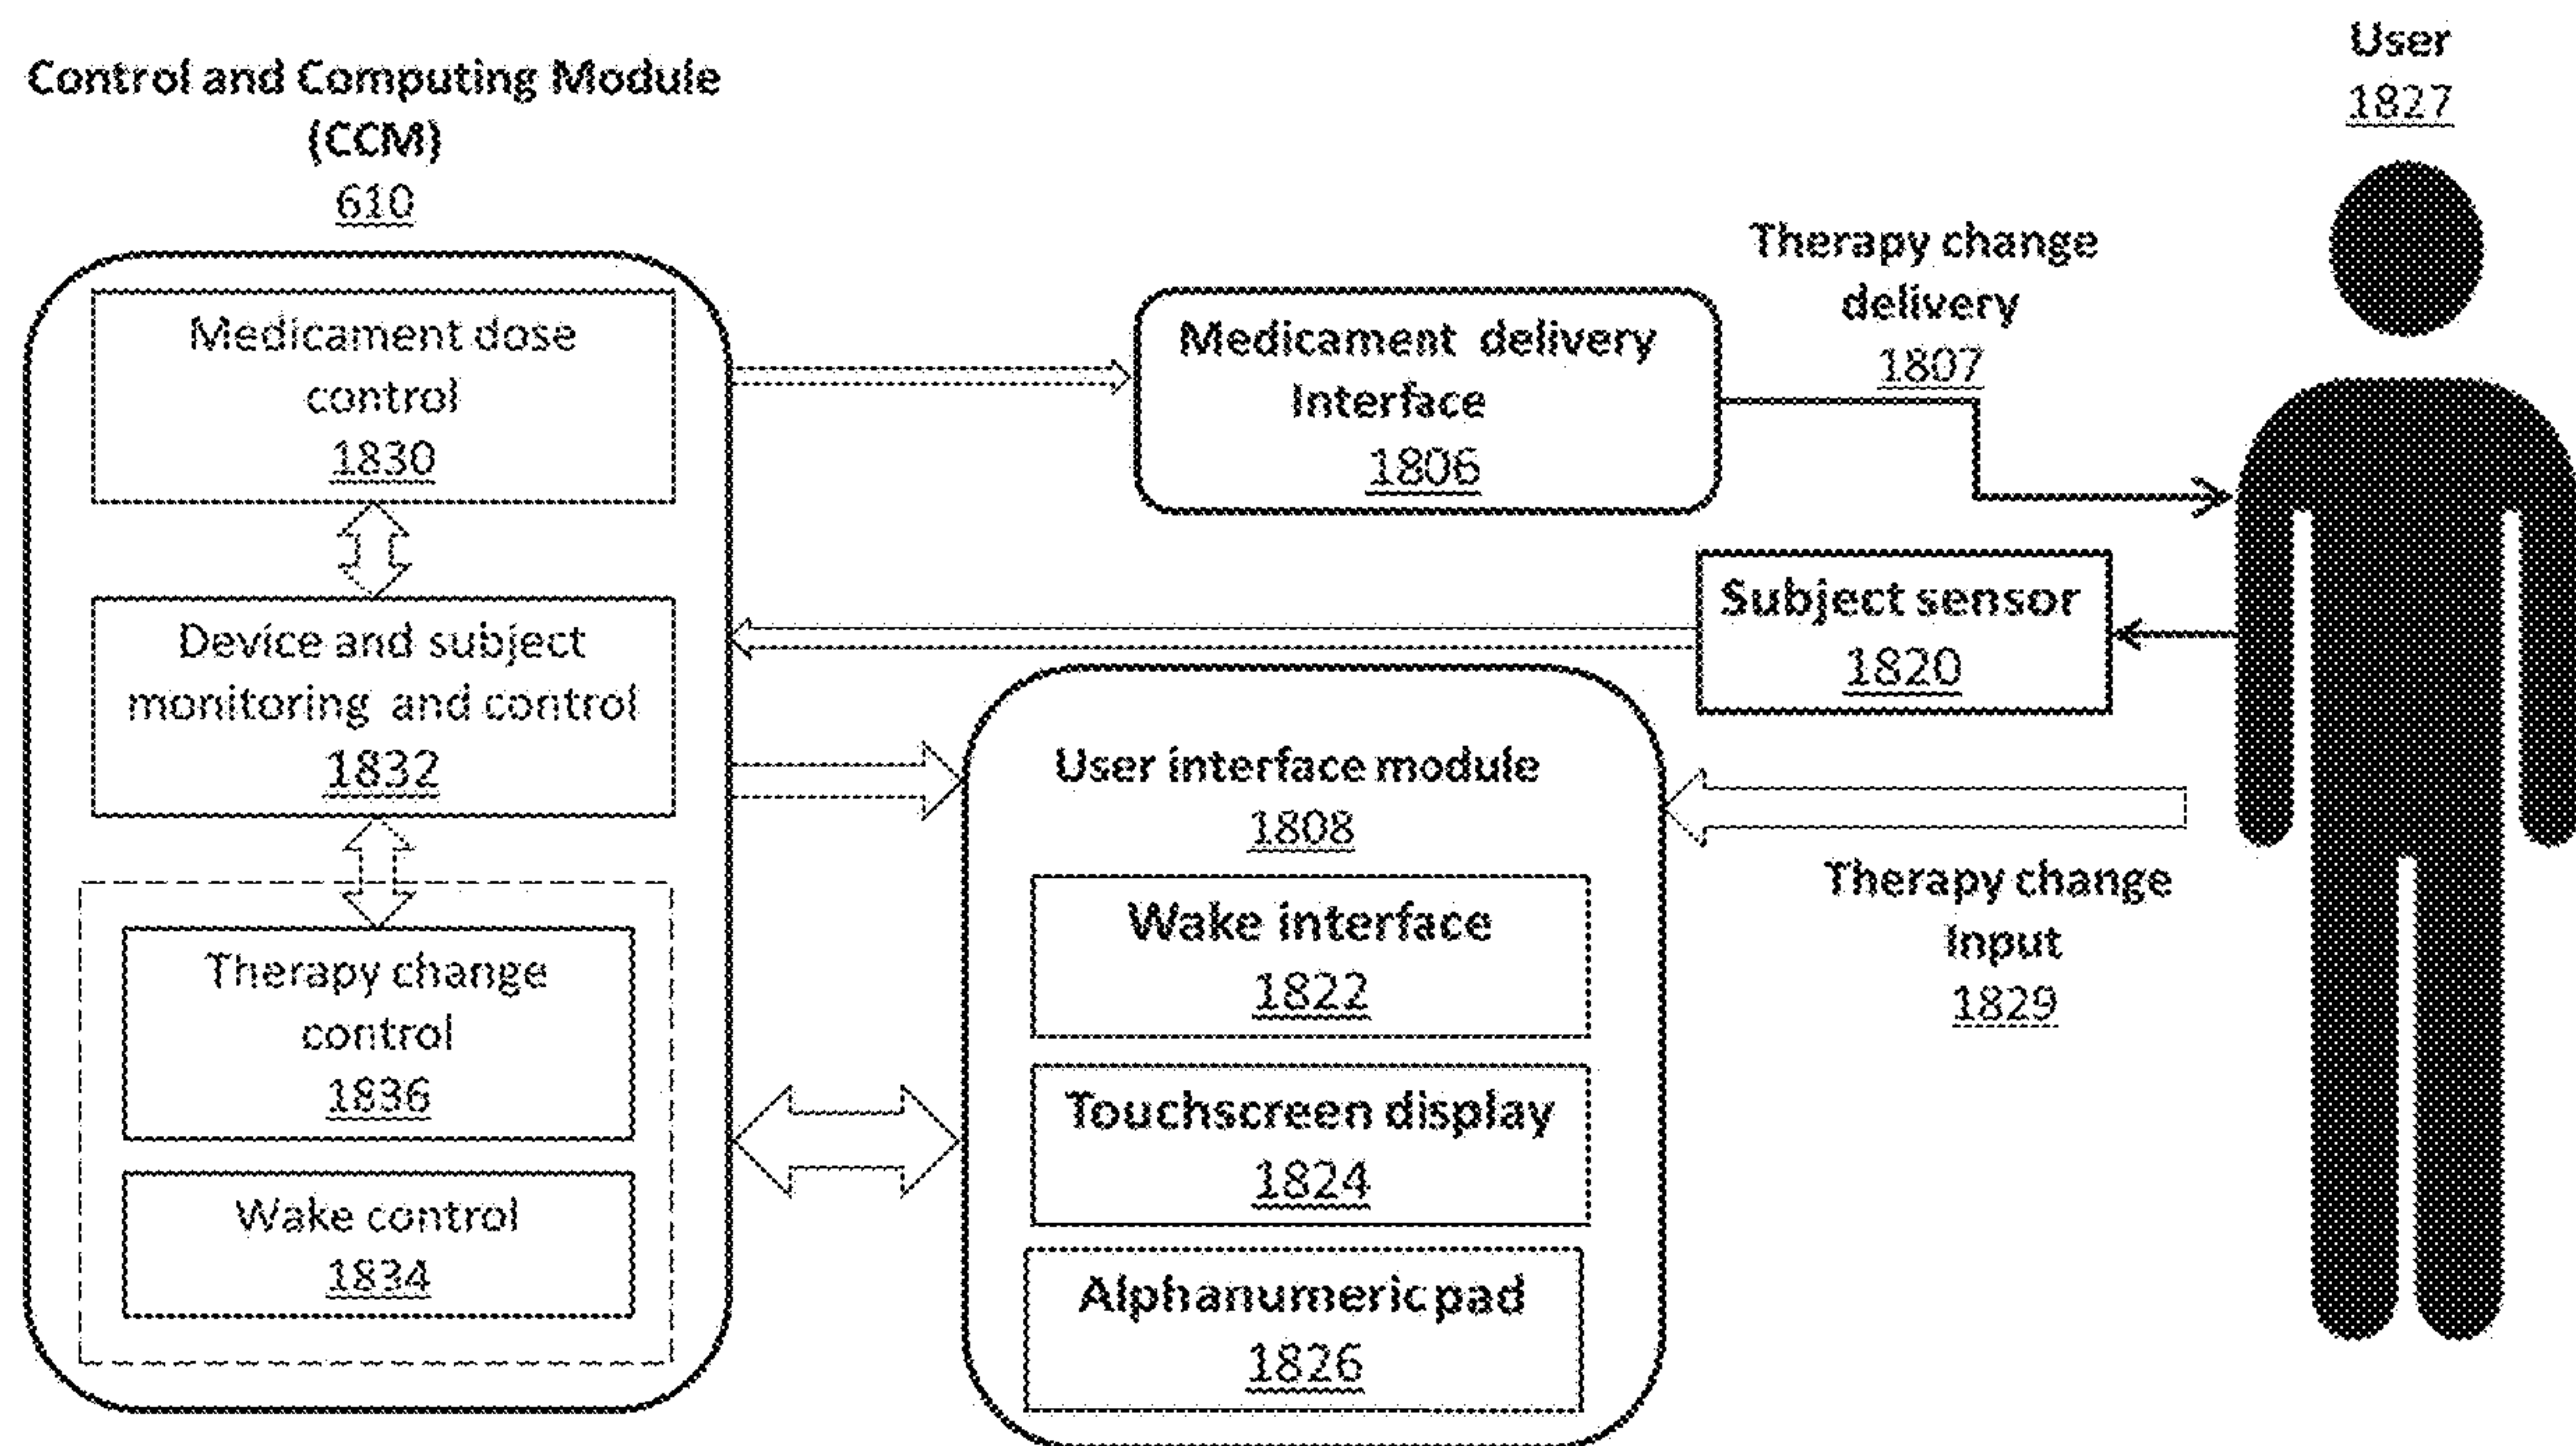 Control and Computing Module
(CCM)
610
Medicament dose
control
1830
Device and subject
monitoring and control
1832
Therapy change
control
1836
Wake control
1834
Medicament delivery
Interface
1806
Therapy change
delivery
1807
User
1827
Subject sensor
1820
User interface module
1808
Wake interface
1822
Touchscreen display
1824
Alphanumeric pad
1826
Therapy change
Input
1829